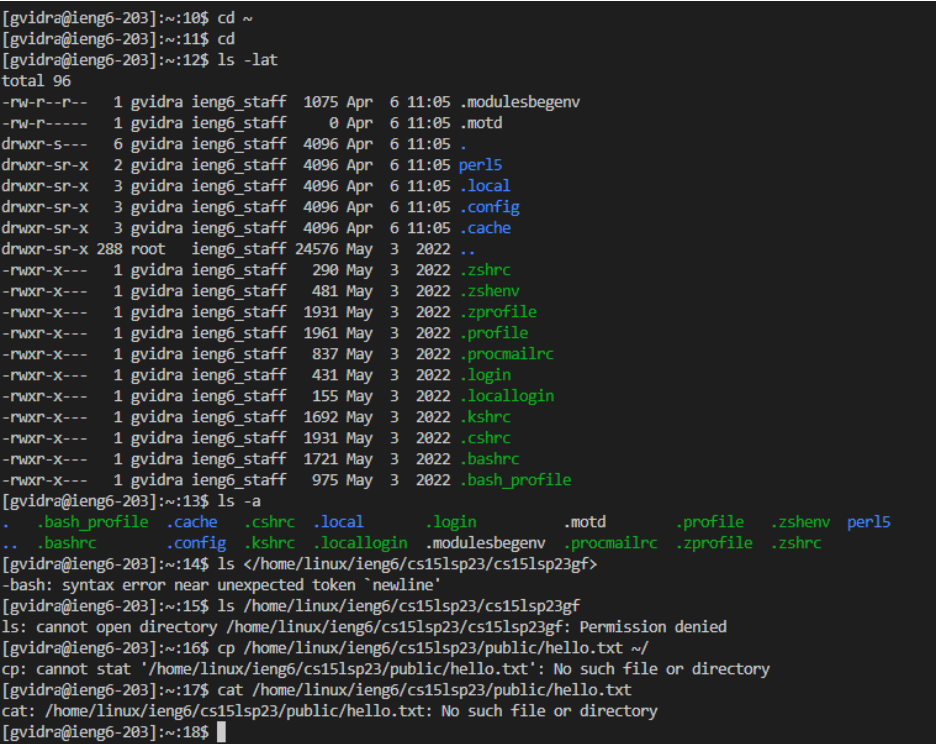 [gvidra@ieng6-203]:~:10$ cd ~
[gvidra@ieng6-203]:~:11$ cd
[gvidra@ieng6-203]:~:12$ ls -lat
total 96
-rw-r--r--   1 gvidra ieng6_staff  1075 Apr  6 11:05 .modulesbegenv
-rw-r-----   1 gvidra ieng6_staff     0 Apr  6 11:05 .motd
drwxr-s---   6 gvidra ieng6_staff  4096 Apr  6 11:05 .
drwxr-sr-x   2 gvidra ieng6_staff  4096 Apr  6 11:05 perl5
drwxr-sr-x   3 gvidra ieng6_staff  4096 Apr  6 11:05 .local
drwxr-sr-x   3 gvidra ieng6_staff  4096 Apr  6 11:05 .config
drwxr-sr-x   3 gvidra ieng6_staff  4096 Apr  6 11:05 .cache
drwxr-sr-x 288 root   ieng6_staff 24576 May  3  2022 ..
-rwxr-x---   1 gvidra ieng6_staff   290 May  3  2022 .zshrc
-rwxr-x---   1 gvidra ieng6_staff   481 May  3  2022 .zshenv
-rwxr-x---   1 gvidra ieng6_staff  1931 May  3  2022 .zprofile
-rwxr-x---   1 gvidra ieng6_staff  1961 May  3  2022 .profile
-rwxr-x---   1 gvidra ieng6_staff   837 May  3  2022 .procmailrc
-rwxr-x---   1 gvidra ieng6_staff   431 May  3  2022 .login
-rwxr-x---   1 gvidra ieng6_staff   155 May  3  2022 .locallogin
-rwxr-x---   1 gvidra ieng6_staff  1692 May  3  2022 .kshrc
-rwxr-x---   1 gvidra ieng6_staff  1931 May  3  2022 .cshrc
-rwxr-x---   1 gvidra ieng6_staff  1721 May  3  2022 .bashrc
-rwxr-x---   1 gvidra ieng6_staff   975 May  3  2022 .bash_profile
[gvidra@ieng6-203]:~:13$ ls -a
.   .bash_profile  .cache   .cshrc  .local       .login          .motd        .profile   .zshenv  perl5
..  .bashrc        .config  .kshrc  .locallogin  .modulesbegenv  .procmailrc  .zprofile  .zshrc
[gvidra@ieng6-203]:~:14$ ls </home/linux/ieng6/cs15lsp23/cs15lsp23gf>
-bash: syntax error near unexpected token `newline'
[gvidra@ieng6-203]:~:15$ ls /home/linux/ieng6/cs15lsp23/cs15lsp23gf
ls: cannot open directory /home/linux/ieng6/cs15lsp23/cs15lsp23gf: Permission denied
[gvidra@ieng6-203]:~:16$ cp /home/linux/ieng6/cs15lsp23/public/hello.txt ~/
cp: cannot stat '/home/linux/ieng6/cs15lsp23/public/hello.txt': No such file or directory
[gvidra@ieng6-203]:~:17$ cat /home/linux/ieng6/cs15lsp23/public/hello.txt
cat: /home/linux/ieng6/cs15lsp23/public/hello.txt: No such file or directory
[gvidra@ieng6-203]:~:18$